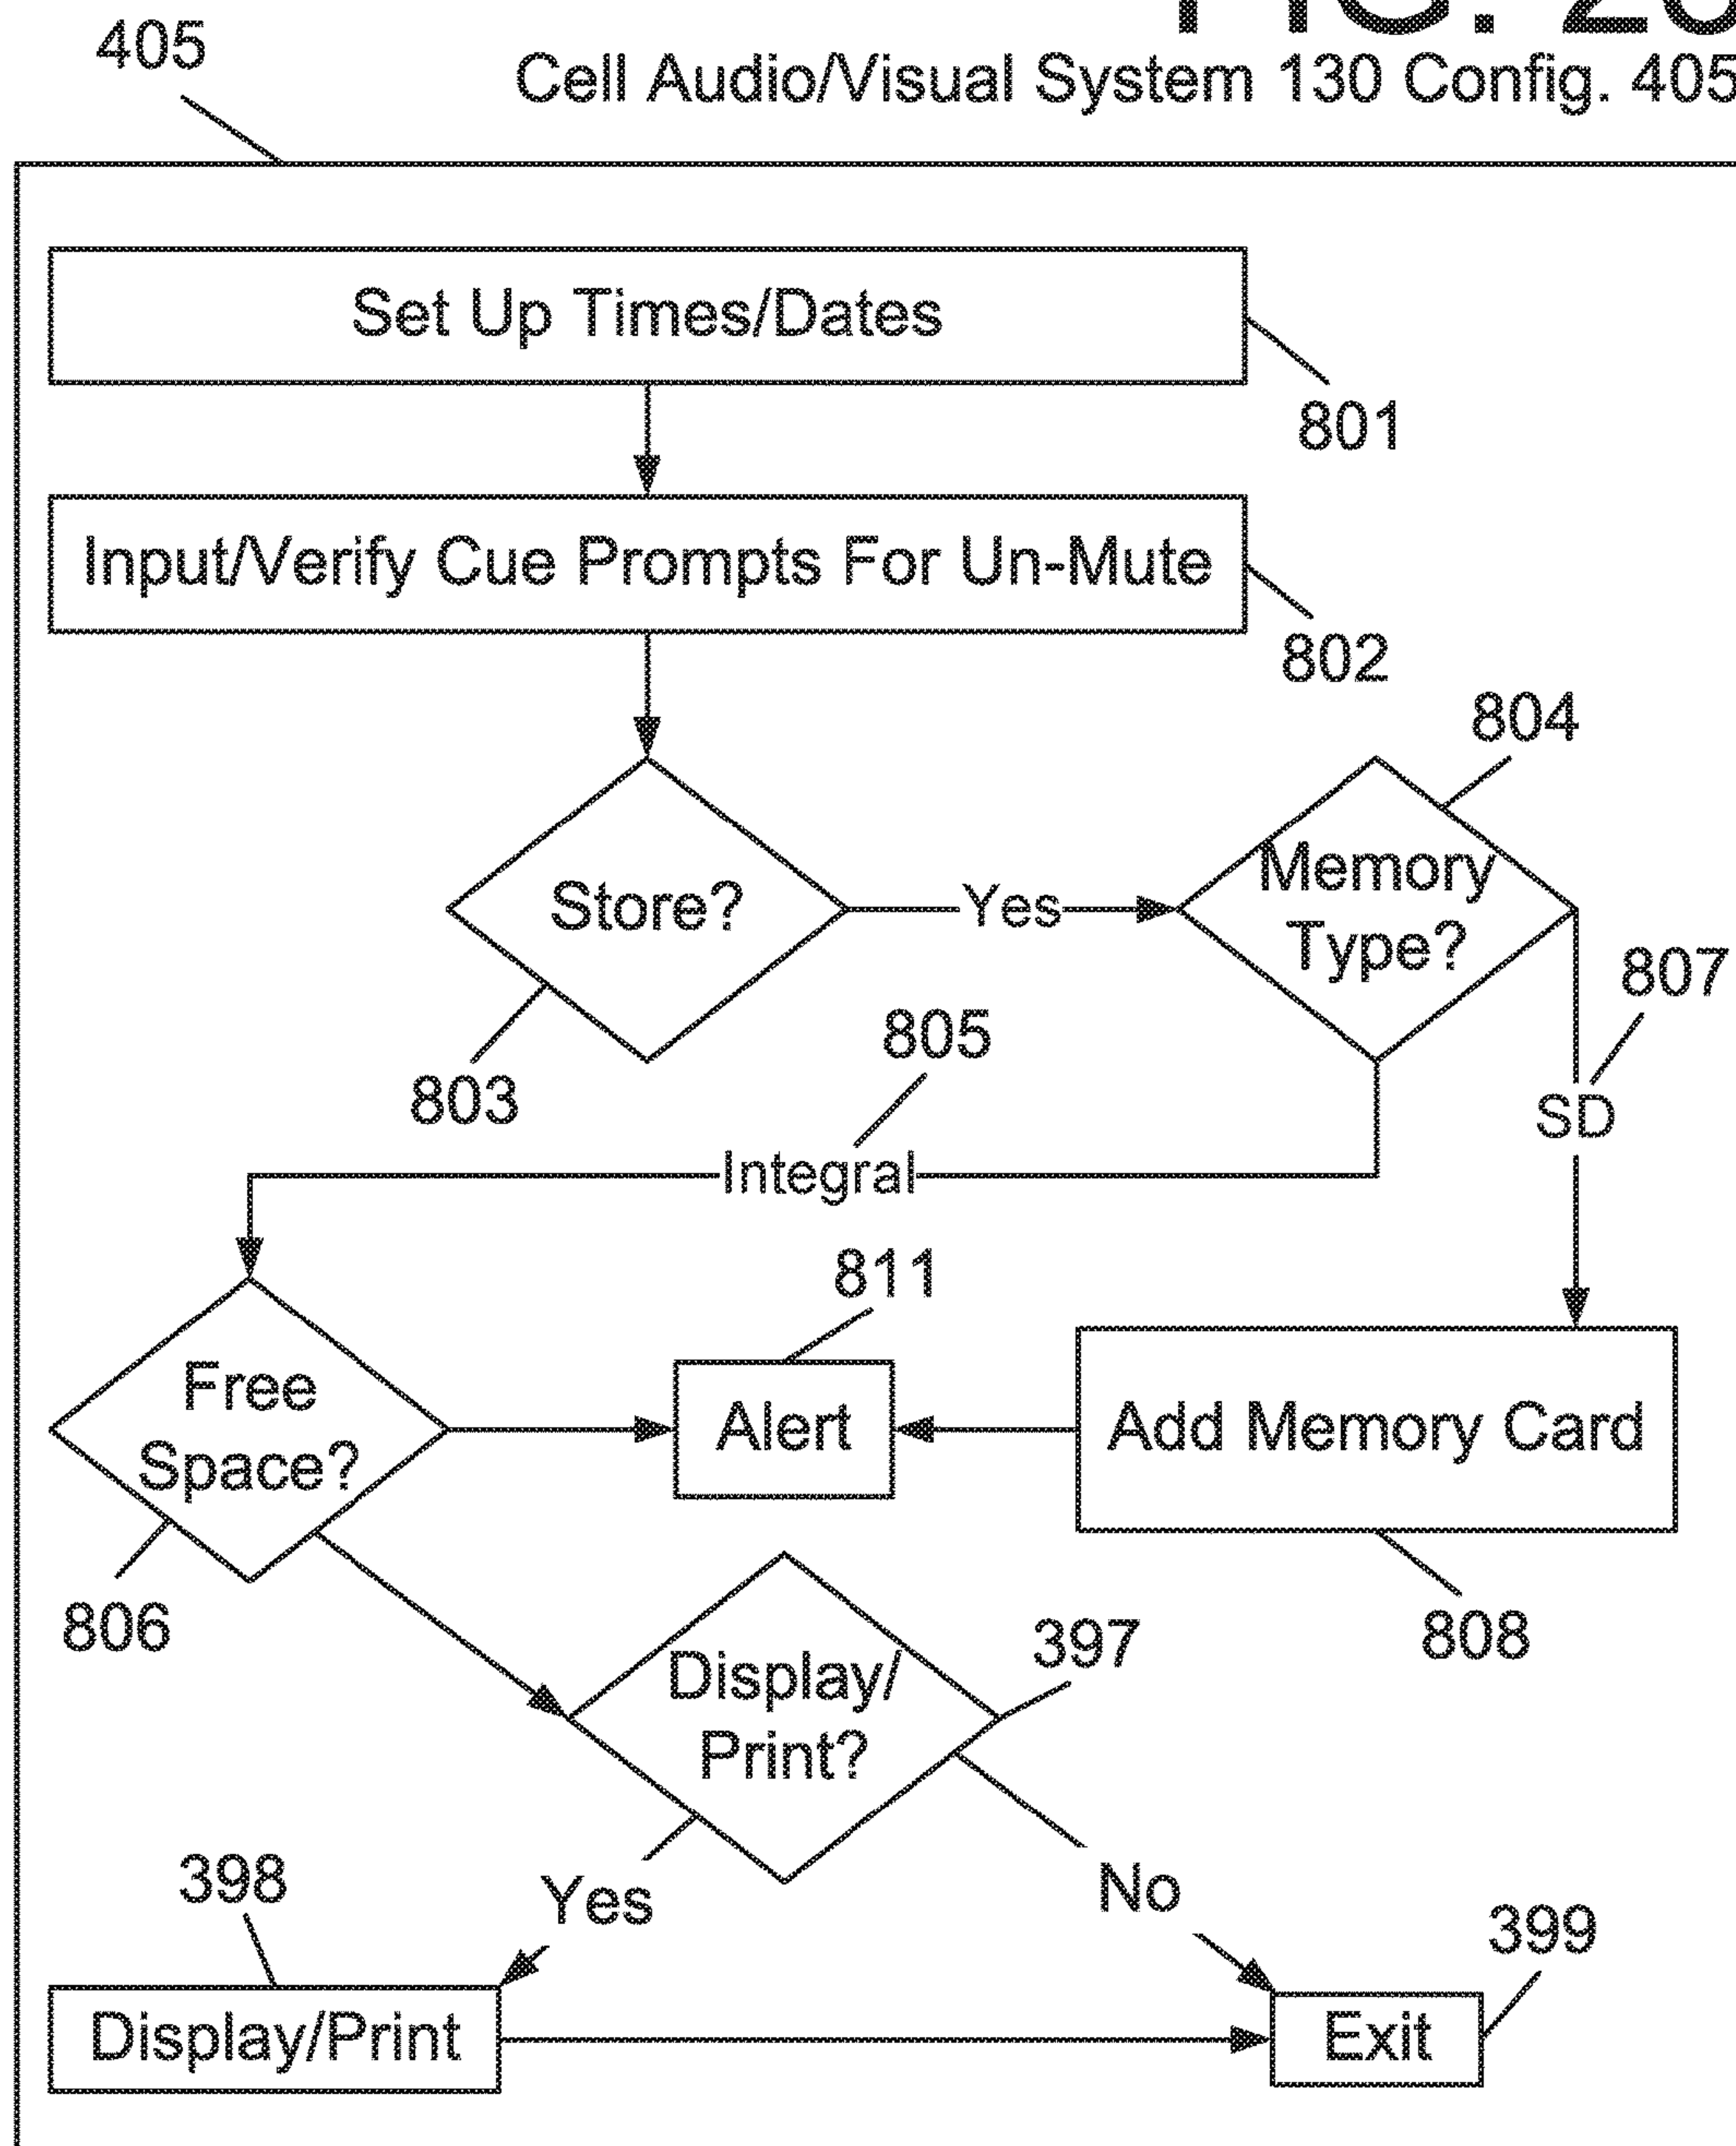 405
Cell Audio/Visual System 130 Config. 405
Set Up Times/Dates
801
Input/Verify Cue Prompts For Un-Mute
802
804
Store?
Yes
Memory
Type?
807
805
803
SD
Integral
811
Free
Space?
Alert
Add Memory Card
806
808
397
Display/
Print?
398
Yes
No
399
Display/Print
Exit